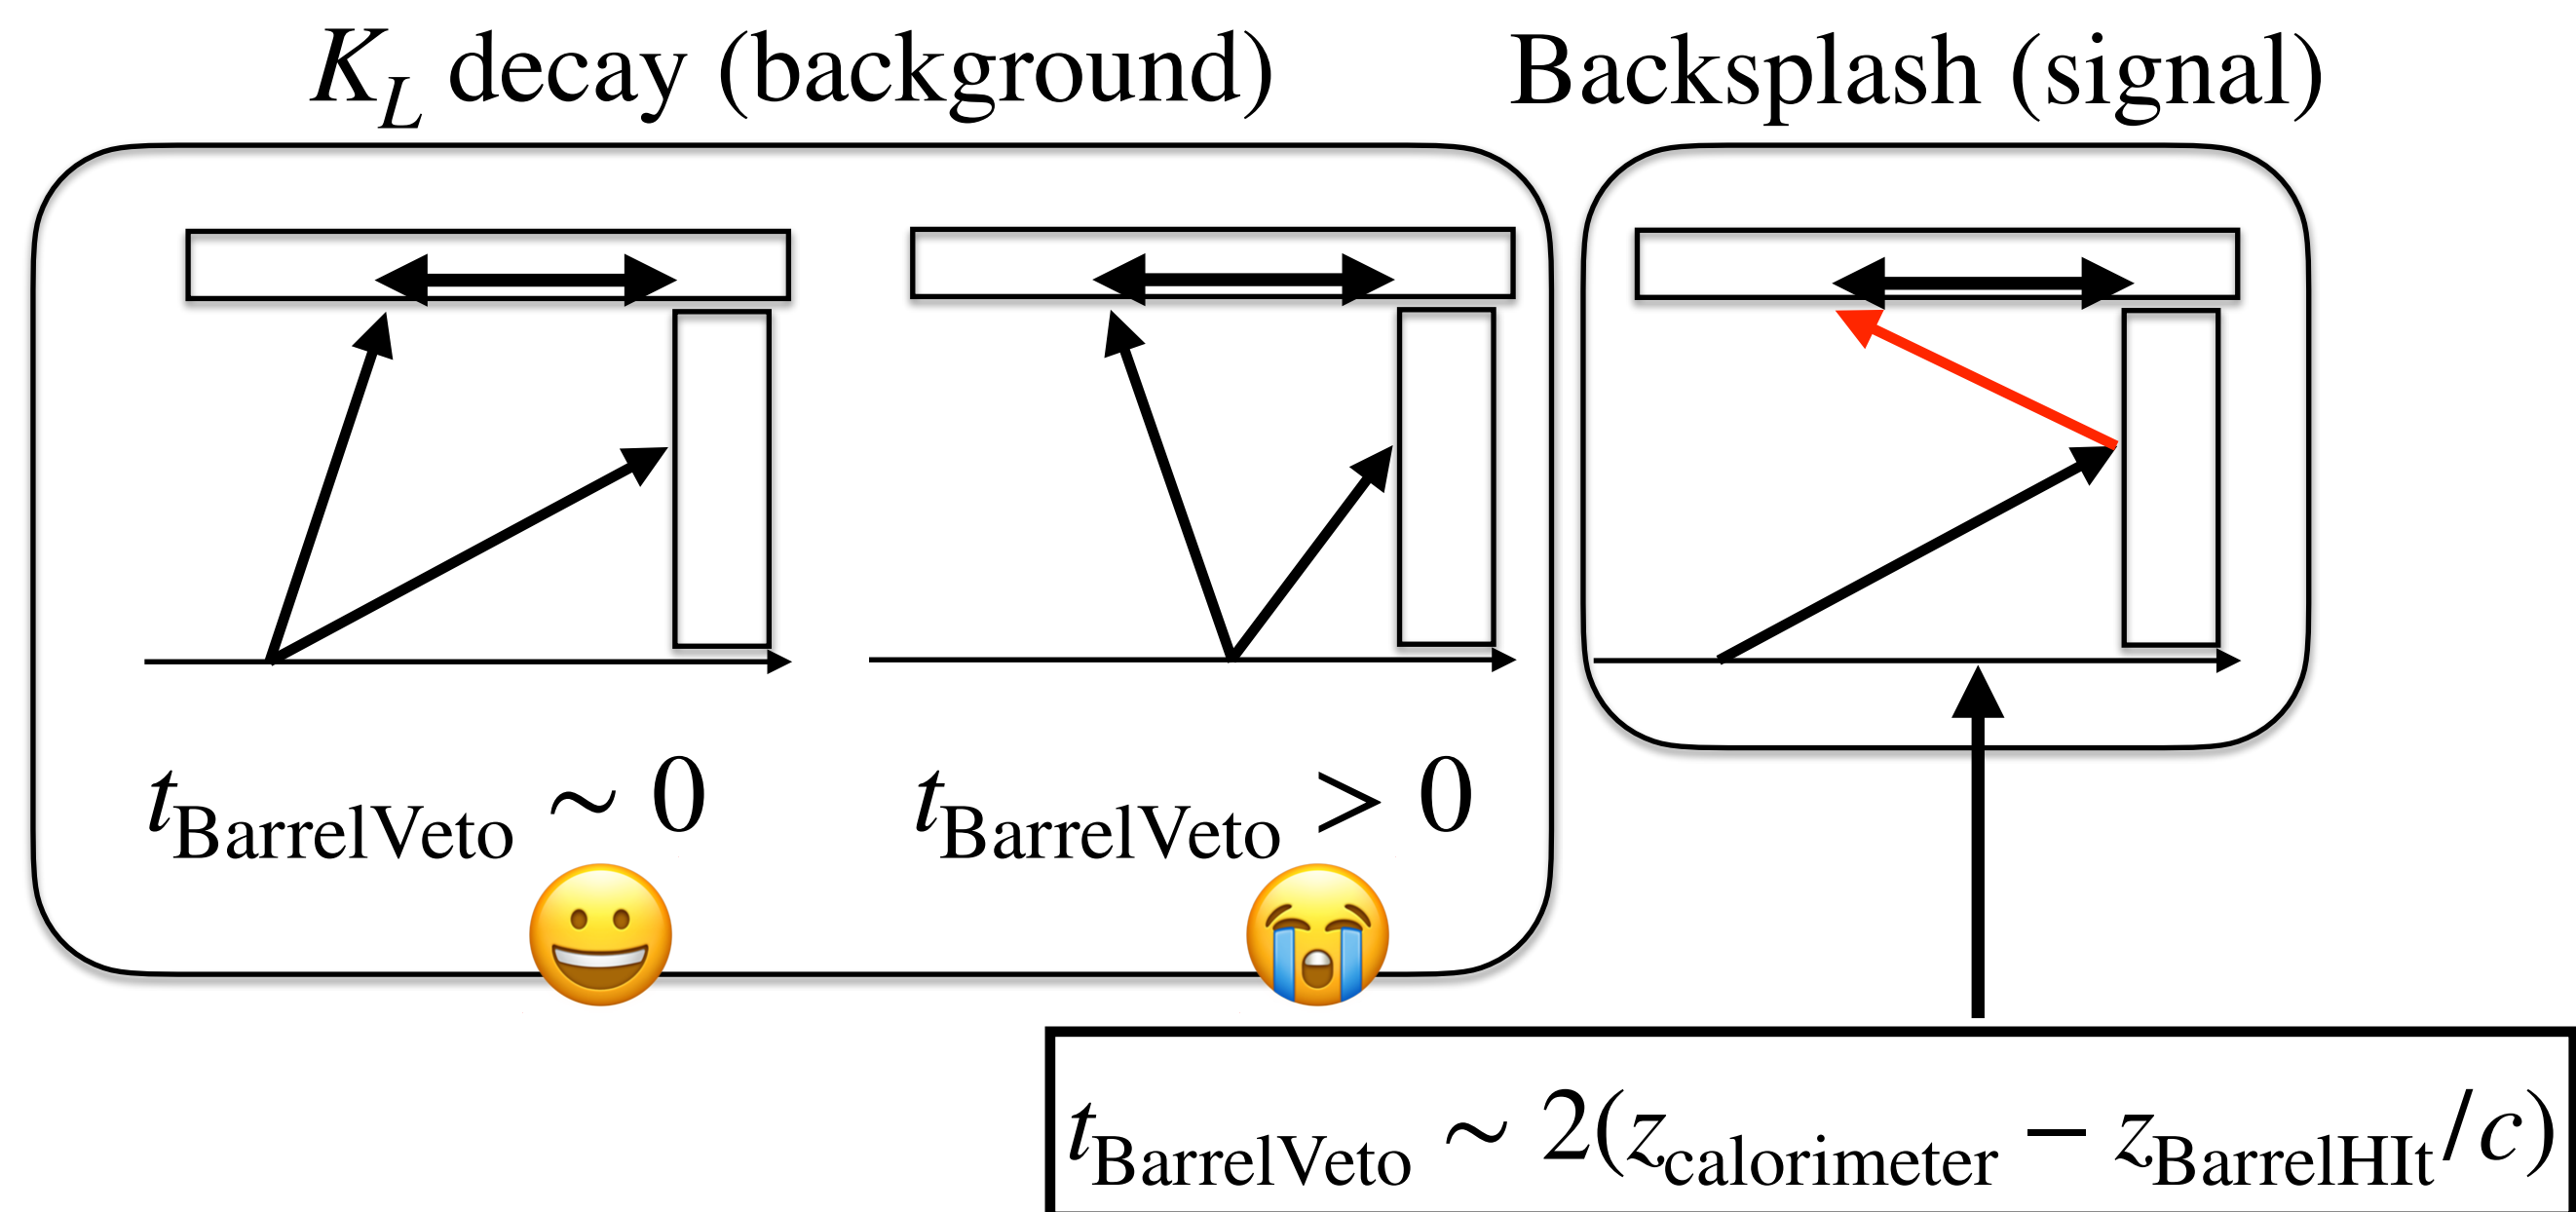 K_L decay (background)
Backsplash (signal)
t_BarrelVeto ~ 0
t_BarrelVeto > 0
t_BarrelVeto ~ 2(z_calorimeter − z_BarrelHIt/c)